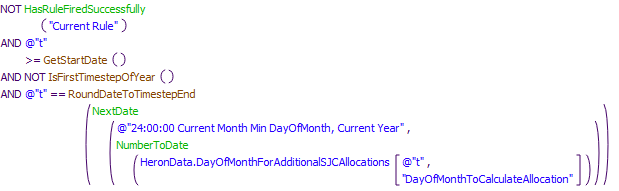 NOT HasRuleFiredSuccessfully
( "Current Rule" )
AND @"t"
>= GetStartDate ()
AND NOT IsFirstTimestepOfYear ()
AND @"t" == RoundDateToTimestepEnd
( NextDate
( @"24:00:00 Current Month Min DayOfMonth, Current Year" ,
NumberToDate
( HeronData.DayOfMonthForAdditionalSJCAllocations [ @"t" ,
"DayOfMonthToCalculateAllocation" ] ) ) )